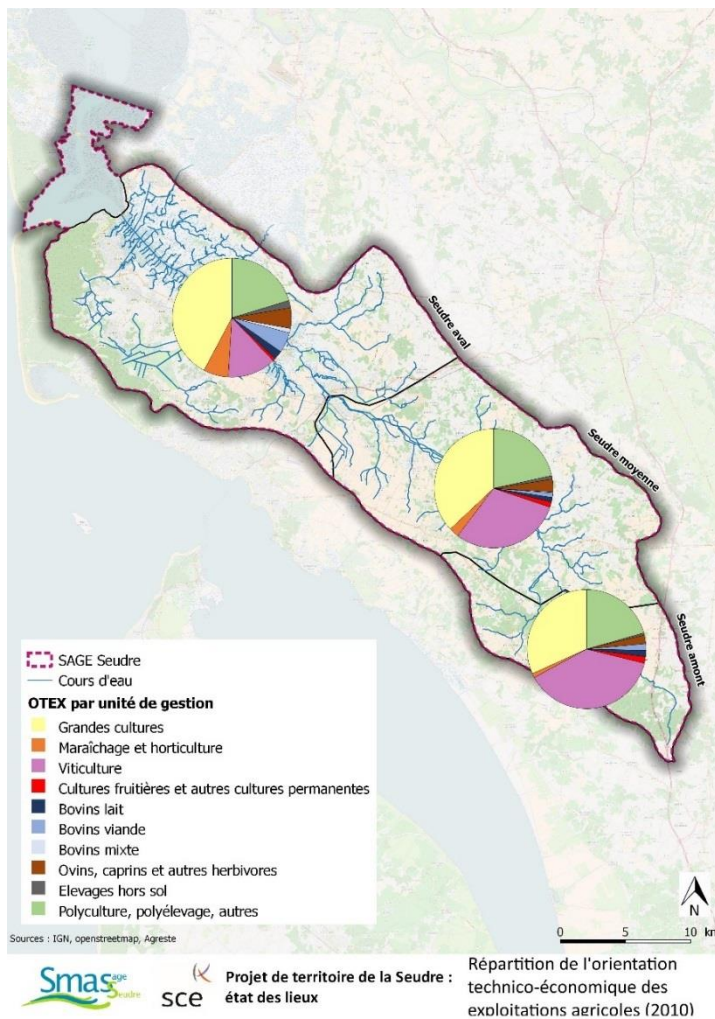 Seudre aval
Seudre moyenne
Seudre amont
SAGE Seudre
Cours d'eau
OTEX par unité de gestion
Grandes cultures
Maraîchage et horticulture
Viticulture
Cultures fruitières et autres cultures permanentes
Bovins lait
Bovins viande
Bovins mixte
Ovins, caprins et autres herbivores
Elevages hors sol
Polyculture, polyélevage, autres
N
0 5 10 km
Sources : IGN, openstreetmap, Agreste
Smas Sage
Seudre
sce
Projet de territoire de la Seudre :
état des lieux
Répartition de l'orientation
technico-économique des
exploitations agricoles (2010)